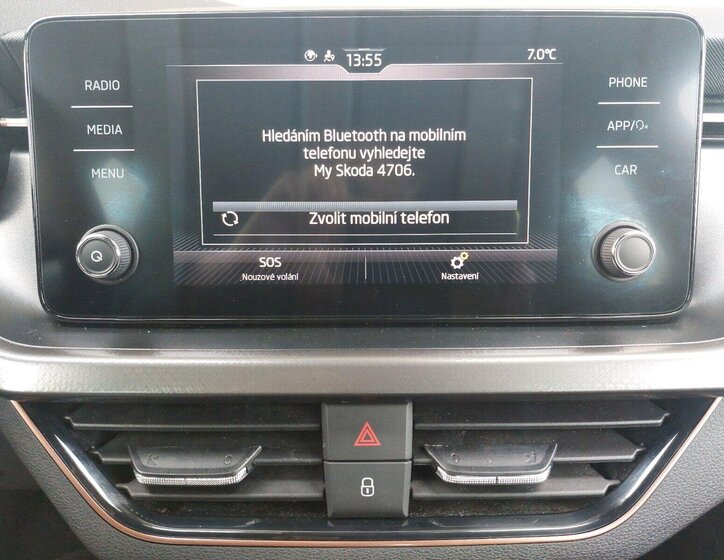 13:55
7.0°C
RADIO
MEDIA
MENU
Hledáním Bluetooth na mobilním
telefonu vyhledejte
My Skoda 4706.
Zvolit mobilní telefon
SOS
Nouzové volání
Nastavení
PHONE
APP/
CAR